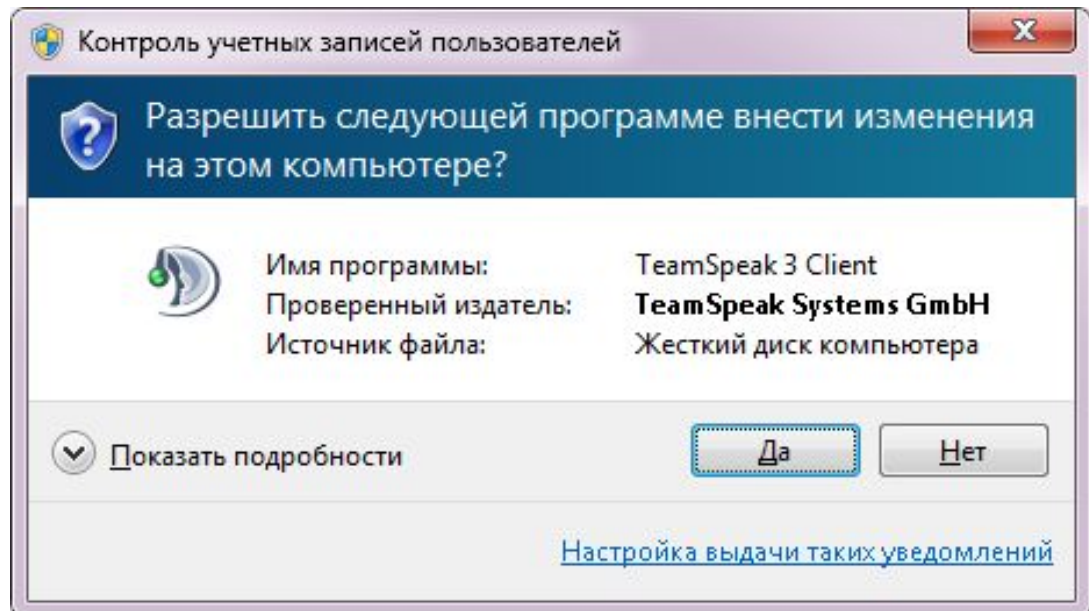 Контроль учетных записей пользователей
Разрешить следующей программе внести изменения
на этом компьютере?
Имя программы: TeamSpeak 3 Client
Проверенный издатель: TeamSpeak Systems GmbH
Источник файла: Жесткий диск компьютера
Показать подробности Да Нет
Настройка выдачи таких уведомлений